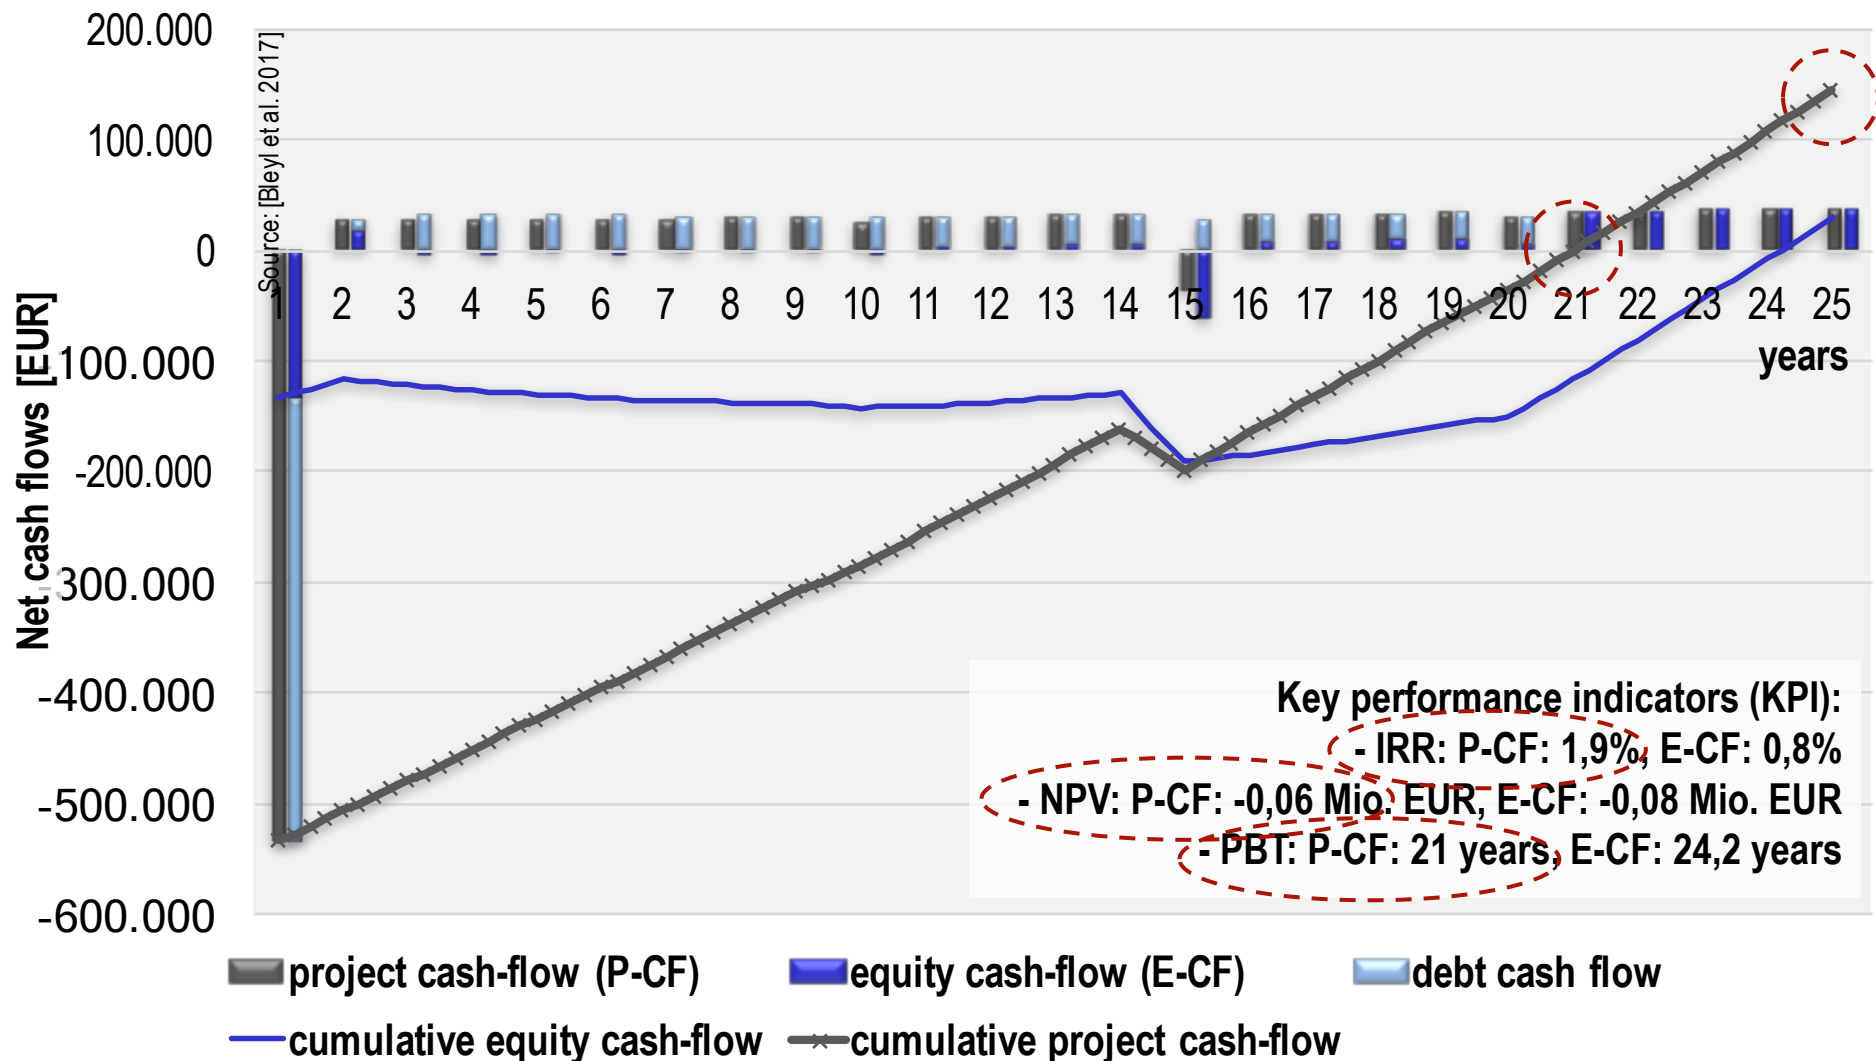 200.000
100.000
0
-100.000
-200.000
-300.000
-400.000
-500.000
-600.000
Net cash flows [EUR]
Source: [Bleyl et al. 2017]
1 2 3 4 5 6 7 8 9 10 11 12 13 14 15 16 17 18 19 20 21 22 23 24 25
years
Key performance indicators (KPI):
- IRR: P-CF: 1,9%, E-CF: 0,8%
- NPV: P-CF: -0,06 Mio. EUR, E-CF: -0,08 Mio. EUR
- PBT: P-CF: 21 years, E-CF: 24,2 years
project cash-flow (P-CF)
equity cash-flow (E-CF)
debt cash flow
cumulative equity cash-flow
cumulative project cash-flow